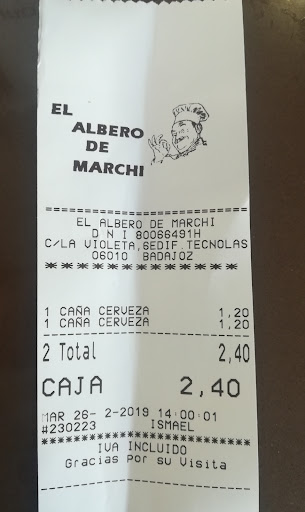 EL
ALBERO
DE
MARCHI
EL ALBERO DE MARCHI
D N I 80066491H
C/LA VIOLETA,6EDIF.TECNOLAS
06010 BADAJOZ
1 CAÑA CERVEZA 1,20
1 CAÑA CERVEZA 1,20
2 Total 2,40
CAJA 2,40
MAR 26- 2-2019 14:00:01
#230223 ISMAEL
IVA INCLUIDO
Gracias Por su Visita